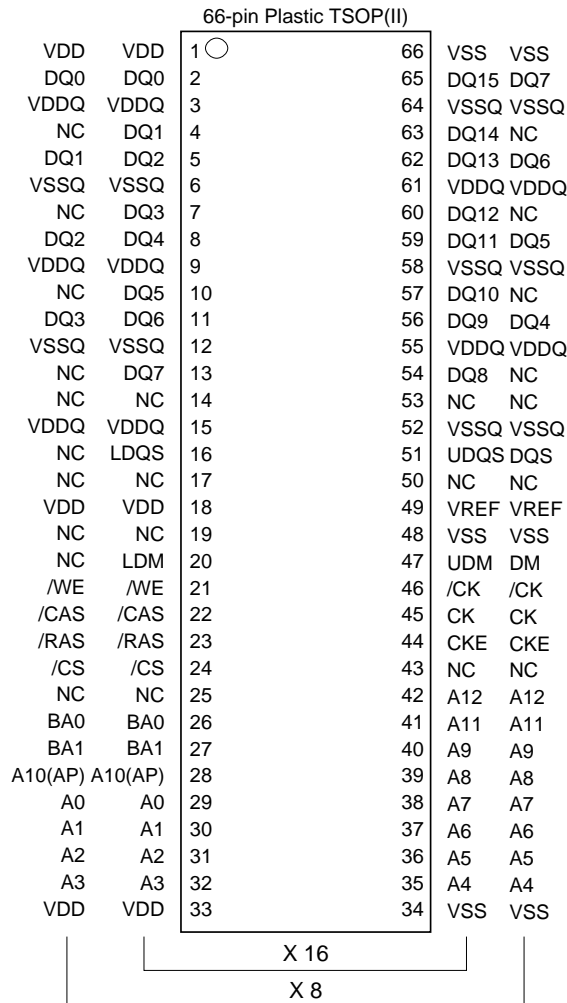 66-pin Plastic TSOP(II)
VDD VDD 1 66 VSS VSS
DQ0 DQ0 2 65 DQ15 DQ7
VDDQ VDDQ 3 64 VSSQ VSSQ
NC DQ1 4 63 DQ14 NC
DQ1 DQ2 5 62 DQ13 DQ6
VSSQ VSSQ 6 61 VDDQ VDDQ
NC DQ3 7 60 DQ12 NC
DQ2 DQ4 8 59 DQ11 DQ5
VDDQ VDDQ 9 58 VSSQ VSSQ
NC DQ5 10 57 DQ10 NC
DQ3 DQ6 11 56 DQ9 DQ4
VSSQ VSSQ 12 55 VDDQ VDDQ
NC DQ7 13 54 DQ8 NC
NC NC 14 53 NC NC
VDDQ VDDQ 15 52 VSSQ VSSQ
NC LDQS 16 51 UDQS DQS
NC NC 17 50 NC NC
VDD VDD 18 49 VREF VREF
NC NC 19 48 VSS VSS
NC LDM 20 47 UDM DM
/WE /WE 21 46 /CK /CK
/CAS /CAS 22 45 CK CK
/RAS /RAS 23 44 CKE CKE
/CS /CS 24 43 NC NC
NC NC 25 42 A12 A12
BA0 BA0 26 41 A11 A11
BA1 BA1 27 40 A9 A9
A10(AP) A10(AP) 28 39 A8 A8
A0 A0 29 38 A7 A7
A1 A1 30 37 A6 A6
A2 A2 31 36 A5 A5
A3 A3 32 35 A4 A4
VDD VDD 33 34 VSS VSS
X 16
X 8